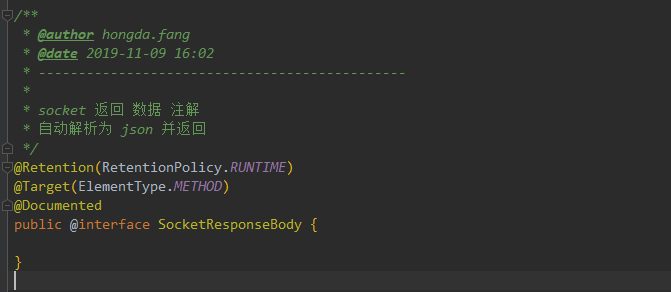 /**
 * @author hongda.fang
 * @date 2019-11-09 16:02
 * ----------------------------------------------
 *
 * socket 返回 数据 注解
 * 自动解析为 json 并返回
 */
@Retention(RetentionPolicy.RUNTIME)
@Target(ElementType.METHOD)
@Documented
public @interface SocketResponseBody {

}